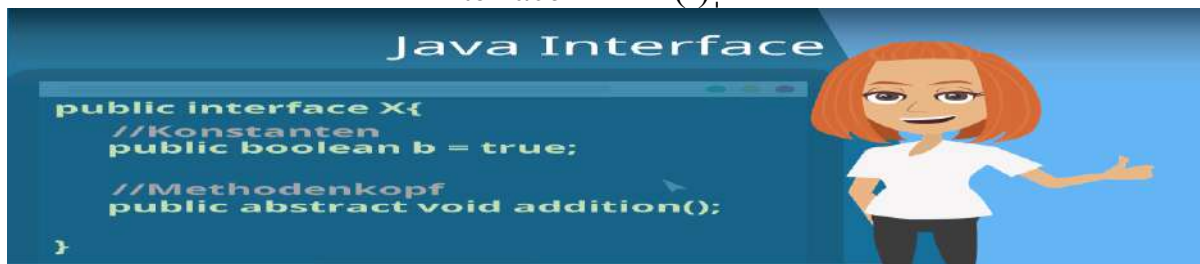 Java Interface
public interface X{
//Konstanten
public boolean b = true;
//Methodenkopf
public abstract void addition();
}